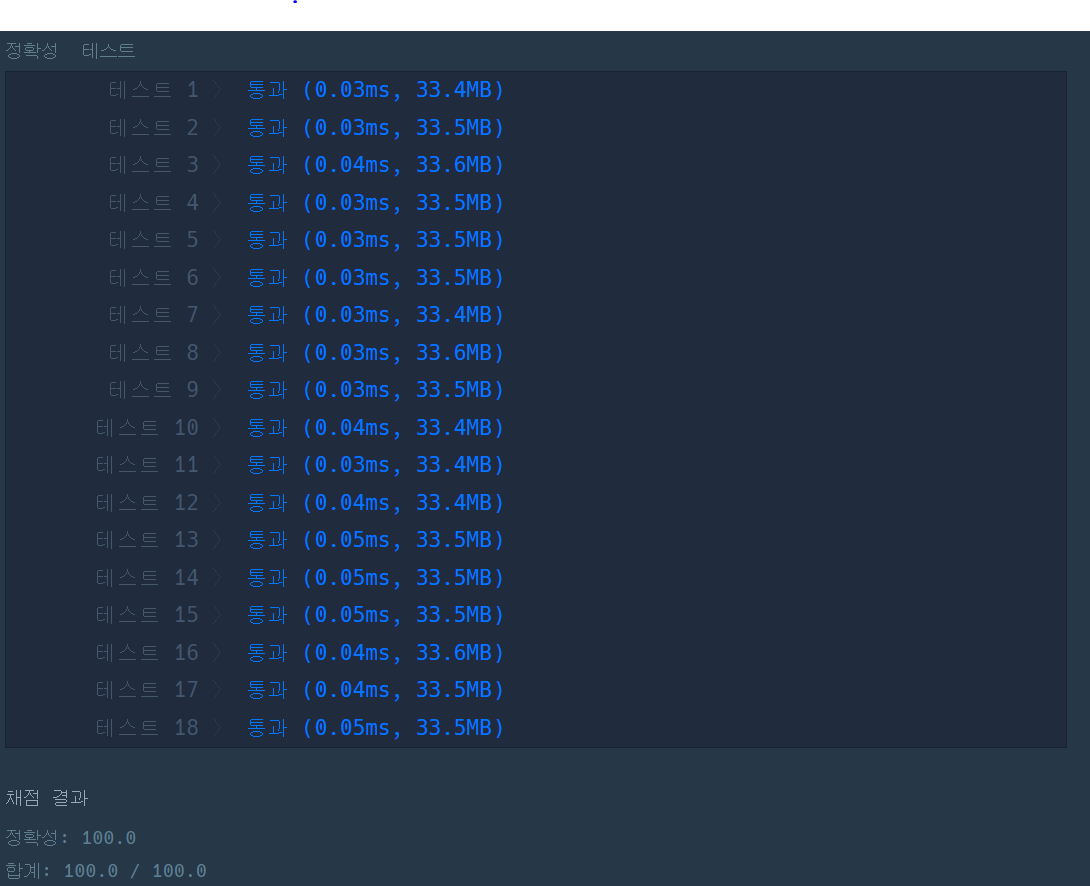 정확성 테스트
테스트 1 〉 통과 (0.03ms, 33.4MB)
테스트 2 〉 통과 (0.03ms, 33.5MB)
테스트 3 〉 통과 (0.04ms, 33.6MB)
테스트 4 〉 통과 (0.03ms, 33.5MB)
테스트 5 〉 통과 (0.03ms, 33.5MB)
테스트 6 〉 통과 (0.03ms, 33.5MB)
테스트 7 〉 통과 (0.03ms, 33.4MB)
테스트 8 〉 통과 (0.03ms, 33.6MB)
테스트 9 〉 통과 (0.03ms, 33.5MB)
테스트 10 〉 통과 (0.04ms, 33.4MB)
테스트 11 〉 통과 (0.03ms, 33.4MB)
테스트 12 〉 통과 (0.04ms, 33.4MB)
테스트 13 〉 통과 (0.05ms, 33.5MB)
테스트 14 〉 통과 (0.05ms, 33.5MB)
테스트 15 〉 통과 (0.05ms, 33.5MB)
테스트 16 〉 통과 (0.04ms, 33.6MB)
테스트 17 〉 통과 (0.04ms, 33.5MB)
테스트 18 〉 통과 (0.05ms, 33.5MB)
채점 결과
정확성: 100.0
합계: 100.0 / 100.0